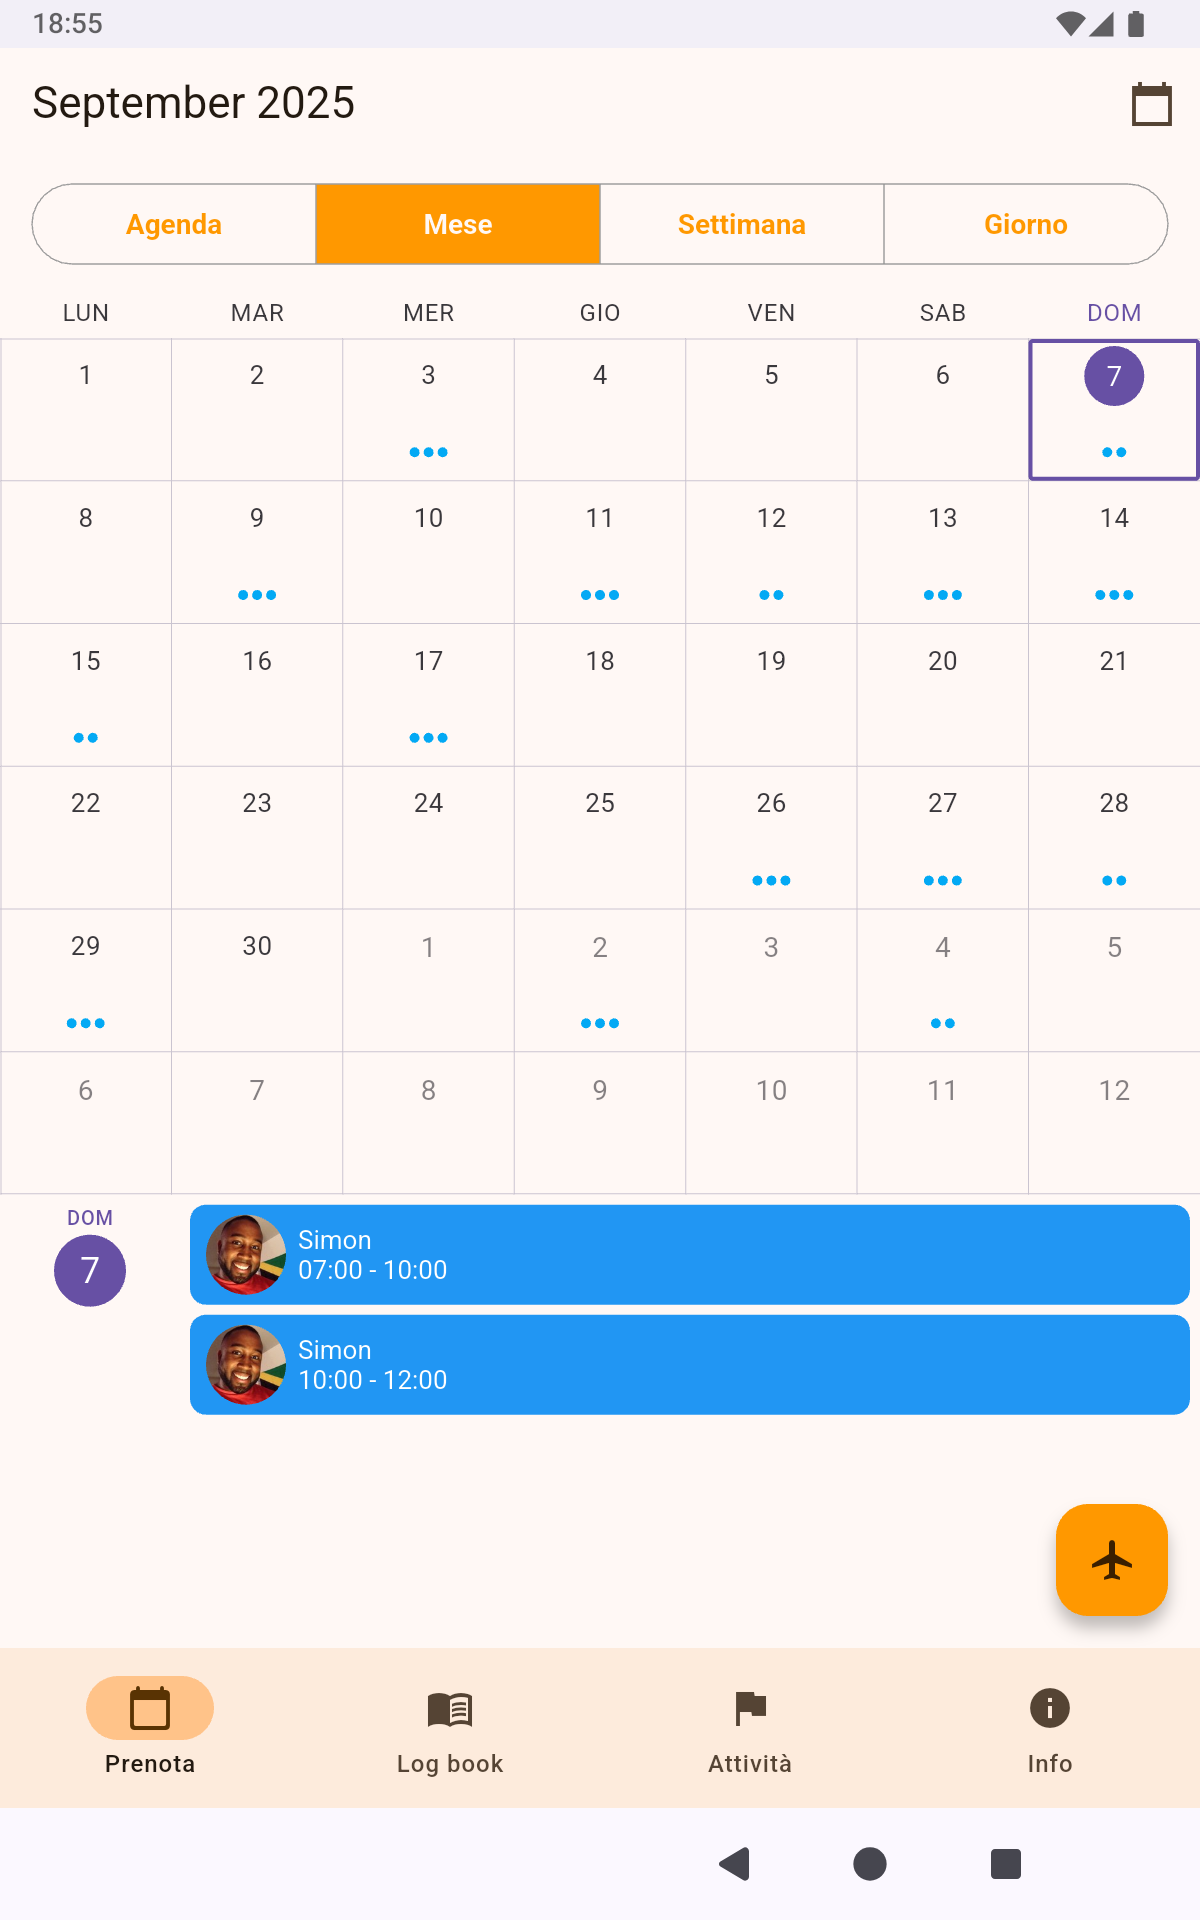 18:55
September 2025
Agenda Mese Settimana Giorno
LUN MAR MER GIO VEN SAB DOM
1 2 3 4 5 6 7
8 9 10 11 12 13 14
15 16 17 18 19 20 21
22 23 24 25 26 27 28
29 30 1 2 3 4 5
6 7 8 9 10 11 12
DOM
7
Simon
07:00 - 10:00
Simon
10:00 - 12:00
Prenota Log book Attività Info